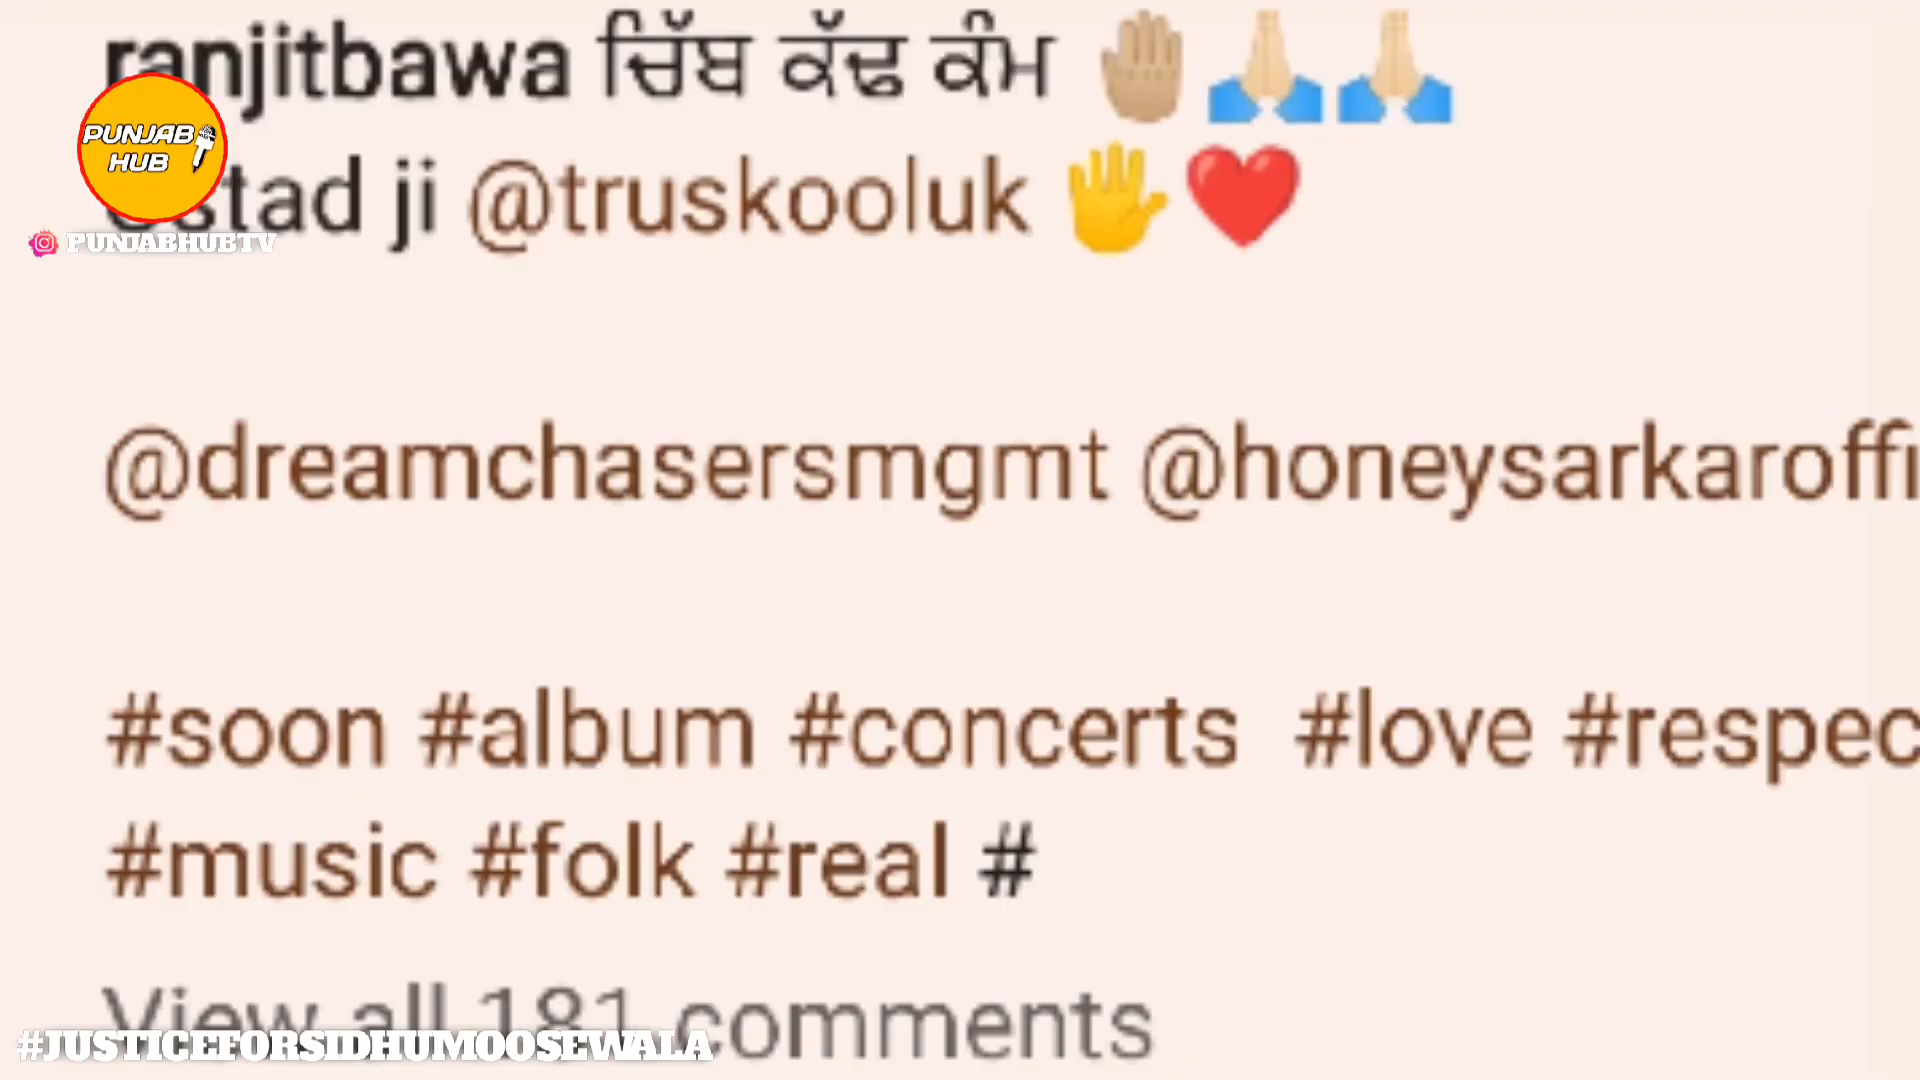 ranjitbawa ਚਿੱਬ ਕੱਢ ਕੰਮ 🤚🏼🙏🏻🙏🏻
PUNJAB
HUB
ustad ji @truskooluk 🖐️❤️
PUNJABHUBTV
@dreamchasersmgmt @honeysarkaroffi
#soon #album #concerts #love #respec
#music #folk #real #
View all 181 comments
#JUSTICEFORSIDHUMOOSEWALA